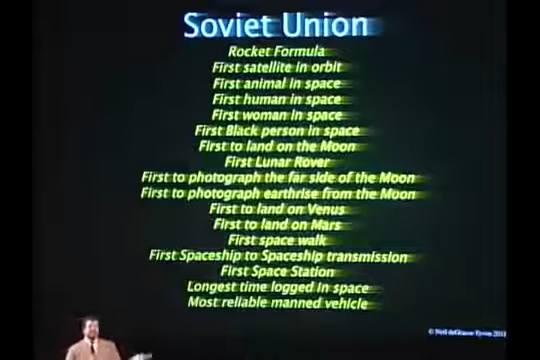 Soviet Union
Rocket Formula
First satellite in orbit
First animal in space
First human in space
First woman in space
First Black person in space
First to land on the Moon
First Lunar Rover
First to photograph the far side of the Moon
First to photograph earthrise from the Moon
First to land on Venus
First to land on Mars
First space walk
First Spaceship to Spaceship transmission
First Space Station
Longest time logged in space
Most reliable manned vehicle
© Neil deGrasse Tyson 2011